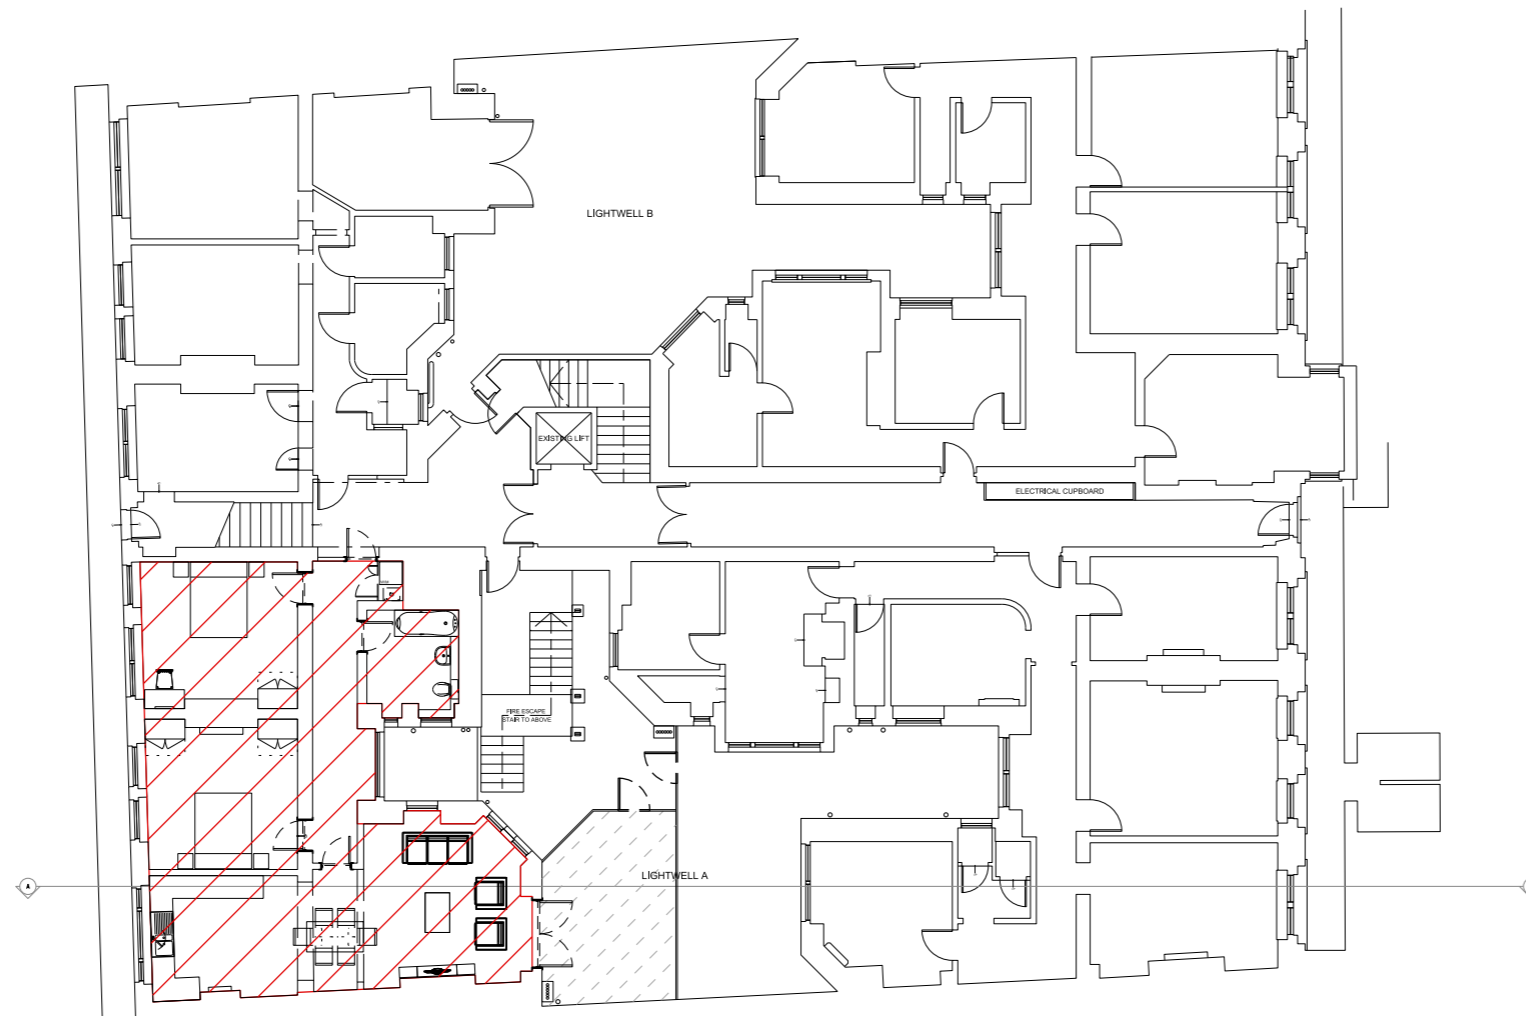 LIGHTWELL B
EXISTING LIFT
ELECTRICAL CUPBOARD
FIRE ESCAPE
STAIR TO ABOVE
LIGHTWELL A
A